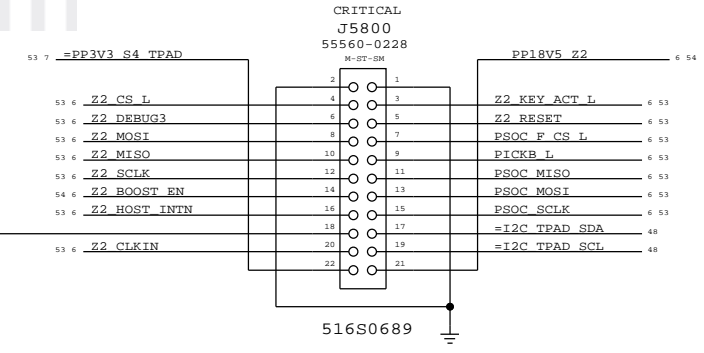 CRITICAL
J5800
55560-0228
M-ST-SM
53 7 =PP3V3_S4_TPAD
PP18V5_Z2 6 54
2 1
53 6 Z2_CS_L 4 3 Z2_KEY_ACT_L 6 53
53 6 Z2_DEBUG3 6 5 Z2_RESET 6 53
53 6 Z2_MOSI 8 7 PSOC_F_CS_L 6 53
53 6 Z2_MISO 10 9 PICKB_L 6 53
53 6 Z2_SCLK 12 11 PSOC_MISO 6 53
54 6 Z2_BOOST_EN 14 13 PSOC_MOSI 6 53
53 6 Z2_HOST_INTN 16 15 PSOC_SCLK 6 53
18 17 =I2C_TPAD_SDA 48
53 6 Z2_CLKIN 20 19 =I2C_TPAD_SCL 48
22 21
516S0689